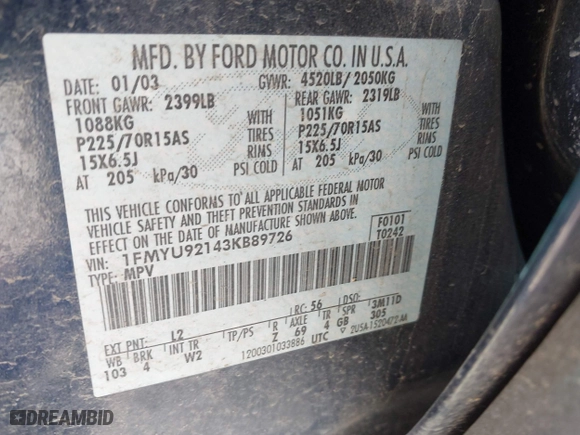 MFD. BY FORD MOTOR CO. IN U.S.A.
DATE: 01/03 GVWR: 4520LB/ 2050KG
FRONT GAWR: 2399LB REAR GAWR: 2319LB
1088KG WITH 1051KG WITH
P225/70R15AS TIRES P225/70R15AS TIRES
15X6.5J RIMS 15X6.5J RIMS
AT 205 kPa/30 PSI COLD AT 205 kPa/30 PSI COLD
THIS VEHICLE CONFORMS TO ALL APPLICABLE FEDERAL MOTOR
VEHICLE SAFETY AND THEFT PREVENTION STANDARDS IN
EFFECT ON THE DATE OF MANUFACTURE SHOWN ABOVE.
VIN: 1FMYU92143KB89726 F0101
TYPE: MPV T0242
EXT PNT: L2 RC: 56 DSO: 3M11D
WB BRK INT TR TP/PS R AXLE TR SPR
103 4 W2 Z 69 4 GB 305
1200301033886 UTC ▽ 2USA-1520472-AA
DREAMBID